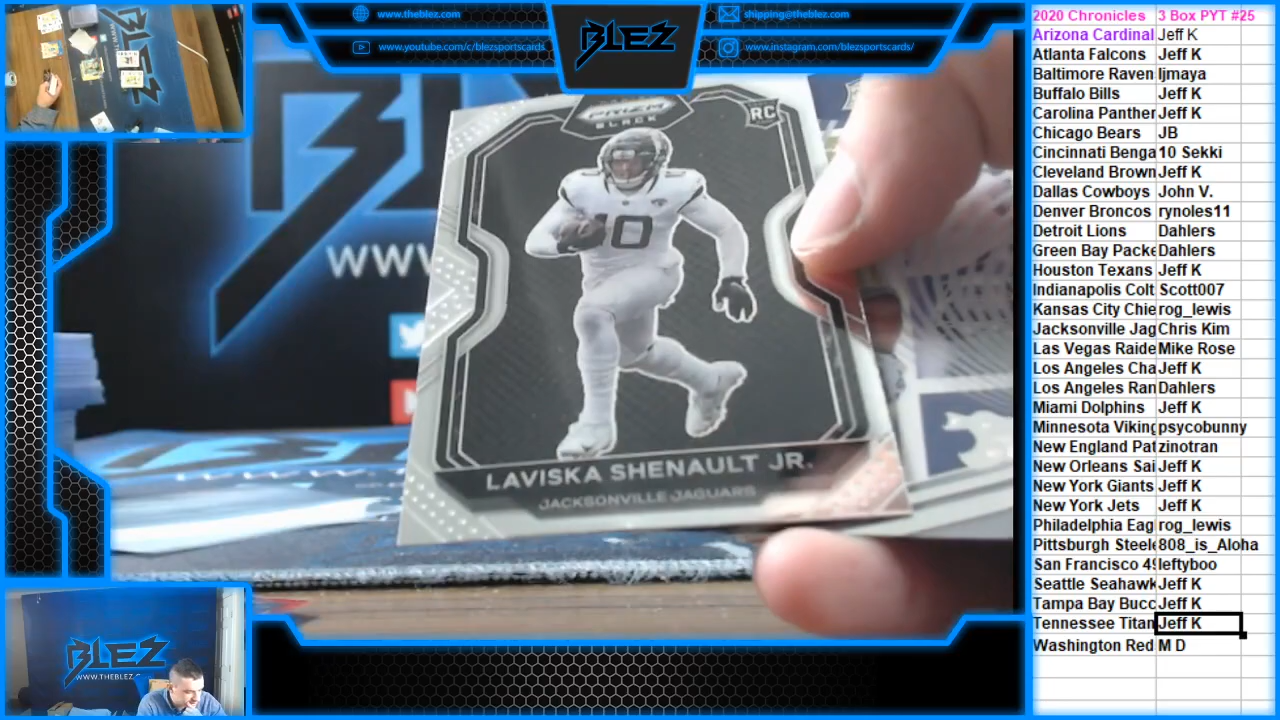 www.theblez.com
www.youtube.com/c/blezsportscards
BLEZ
shipping@theblez.com
www.instagram.com/blezsportscards/
PRIZM
BLACK
RC
10
LAVISKA SHENAULT JR.
JACKSONVILLE JAGUARS
WWW
BLEZ
BLEZ
2020 Chronicles 3 Box PYT #25
Arizona Cardinal Jeff K
Atlanta Falcons Jeff K
Baltimore Raven ljmaya
Buffalo Bills Jeff K
Carolina Panther Jeff K
Chicago Bears JB
Cincinnati Benga 10 Sekki
Cleveland Brown Jeff K
Dallas Cowboys John V.
Denver Broncos rynoles11
Detroit Lions Dahlers
Green Bay Packe Dahlers
Houston Texans Jeff K
Indianapolis Colt Scott007
Kansas City Chie rog_lewis
Jacksonville Jag Chris Kim
Las Vegas Raide Mike Rose
Los Angeles Cha Jeff K
Los Angeles Ran Dahlers
Miami Dolphins Jeff K
Minnesota Viking psycobunny
New England Pat zinotran
New Orleans Sai Jeff K
New York Giants Jeff K
New York Jets Jeff K
Philadelphia Eag rog_lewis
Pittsburgh Steele 808_is_Aloha
San Francisco 49 leftyboo
Seattle Seahawk Jeff K
Tampa Bay Bucc Jeff K
Tennessee Titan Jeff K
Washington Red M D